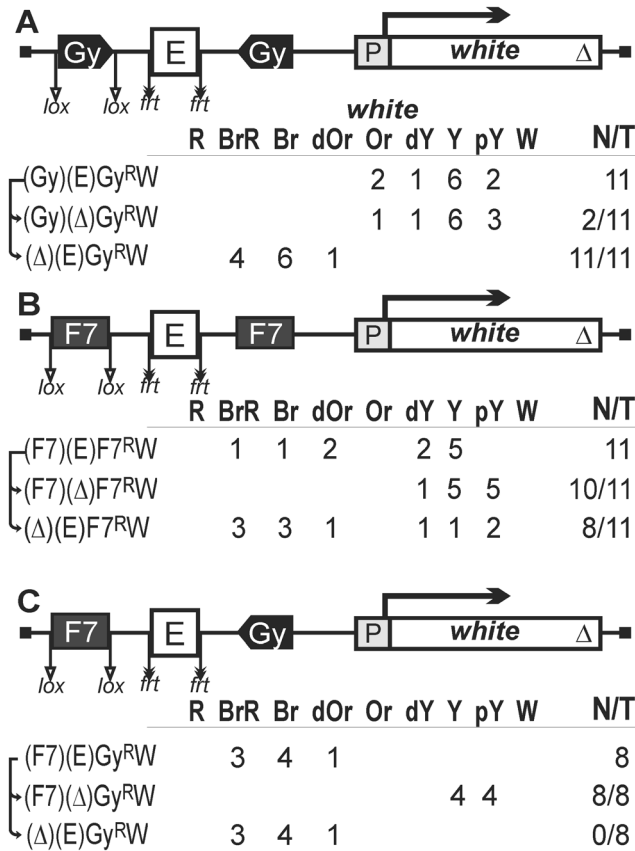 A
Gy E Gy P white Δ
lox lox frt frt
white
R BrR Br dOr Or dY Y pY W N/T
(Gy)(E)GyᴿW 2 1 6 2 11
(Gy)(Δ)GyᴿW 1 1 6 3 2/11
(Δ)(E)GyᴿW 4 6 1 11/11
B
F7 E F7 P white Δ
lox lox frt frt
R BrR Br dOr Or dY Y pY W N/T
(F7)(E)F7ᴿW 1 1 2 2 5 11
(F7)(Δ)F7ᴿW 1 5 5 10/11
(Δ)(E)F7ᴿW 3 3 1 1 1 2 8/11
C
F7 E Gy P white Δ
lox lox frt frt
R BrR Br dOr Or dY Y pY W N/T
(F7)(E)GyᴿW 3 4 1 8
(F7)(Δ)GyᴿW 4 4 8/8
(Δ)(E)GyᴿW 3 4 1 0/8